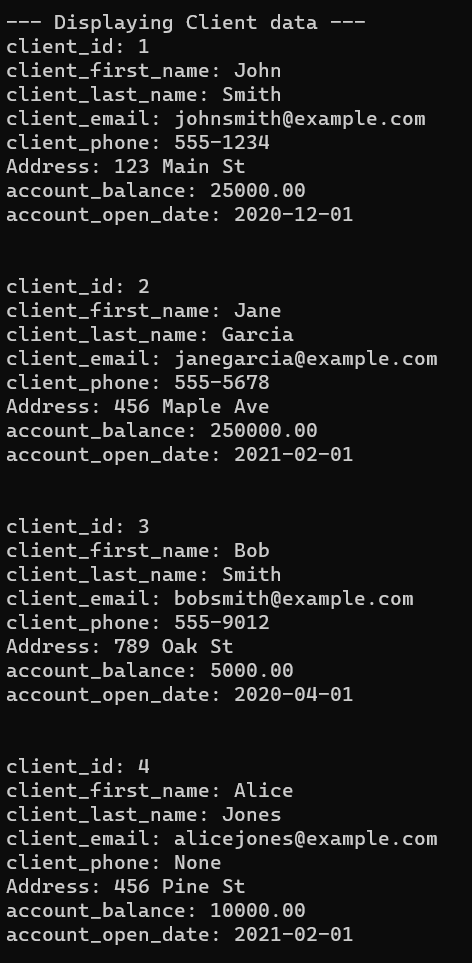 --- Displaying Client data ---
client_id: 1
client_first_name: John
client_last_name: Smith
client_email: johnsmith@example.com
client_phone: 555-1234
Address: 123 Main St
account_balance: 25000.00
account_open_date: 2020-12-01

client_id: 2
client_first_name: Jane
client_last_name: Garcia
client_email: janegarcia@example.com
client_phone: 555-5678
Address: 456 Maple Ave
account_balance: 250000.00
account_open_date: 2021-02-01

client_id: 3
client_first_name: Bob
client_last_name: Smith
client_email: bobsmith@example.com
client_phone: 555-9012
Address: 789 Oak St
account_balance: 5000.00
account_open_date: 2020-04-01

client_id: 4
client_first_name: Alice
client_last_name: Jones
client_email: alicejones@example.com
client_phone: None
Address: 456 Pine St
account_balance: 10000.00
account_open_date: 2021-02-01